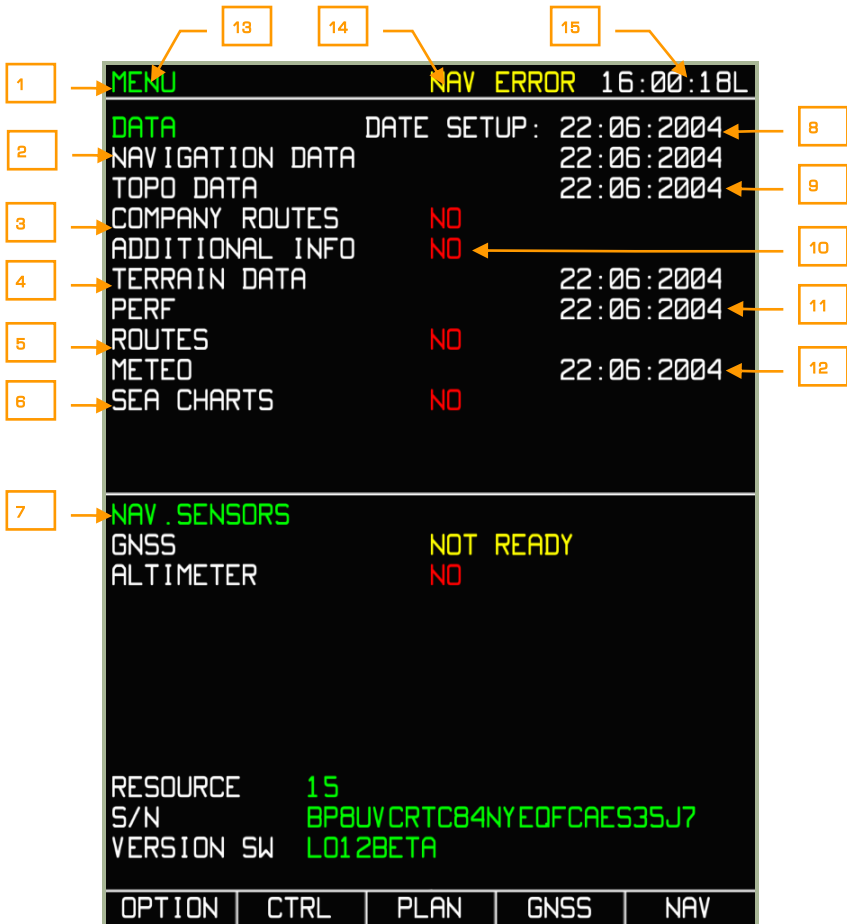 13 14 15
1 MENU NAV ERROR 16:00:18L
DATA DATE SETUP: 22:06:2004 8
2 NAVIGATION DATA 22:06:2004
TOPO DATA 22:06:2004 9
3 COMPANY ROUTES NO
ADDITIONAL INFO NO 10
4 TERRAIN DATA 22:06:2004
PERF 22:06:2004 11
5 ROUTES NO
METEO 22:06:2004 12
6 SEA CHARTS NO
7 NAV.SENSORS
GNSS NOT READY
ALTIMETER NO
RESOURCE 15
S/N BP8UVCRTC84NYEQFCAES35J7
VERSION SW L012BETA
OPTION CTRL PLAN GNSS NAV